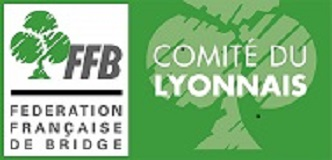 FFB
FEDERATION
FRANÇAISE
DE BRIDGE
COMITÉ DU
LYONNAIS